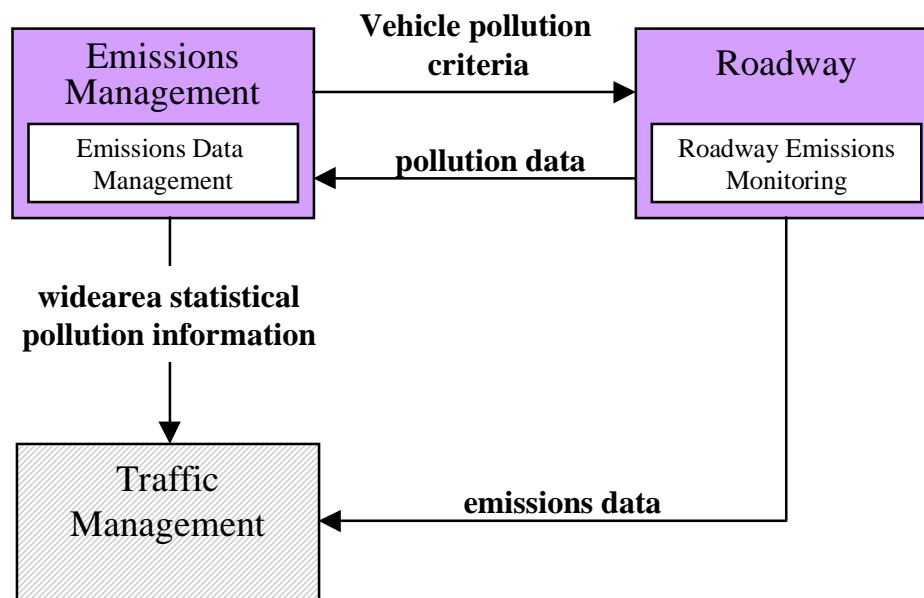 Emissions
Management
Emissions Data
Management
Vehicle pollution
criteria
pollution data
Roadway
Roadway Emissions
Monitoring
widearea statistical
pollution information
Traffic
Management
emissions data